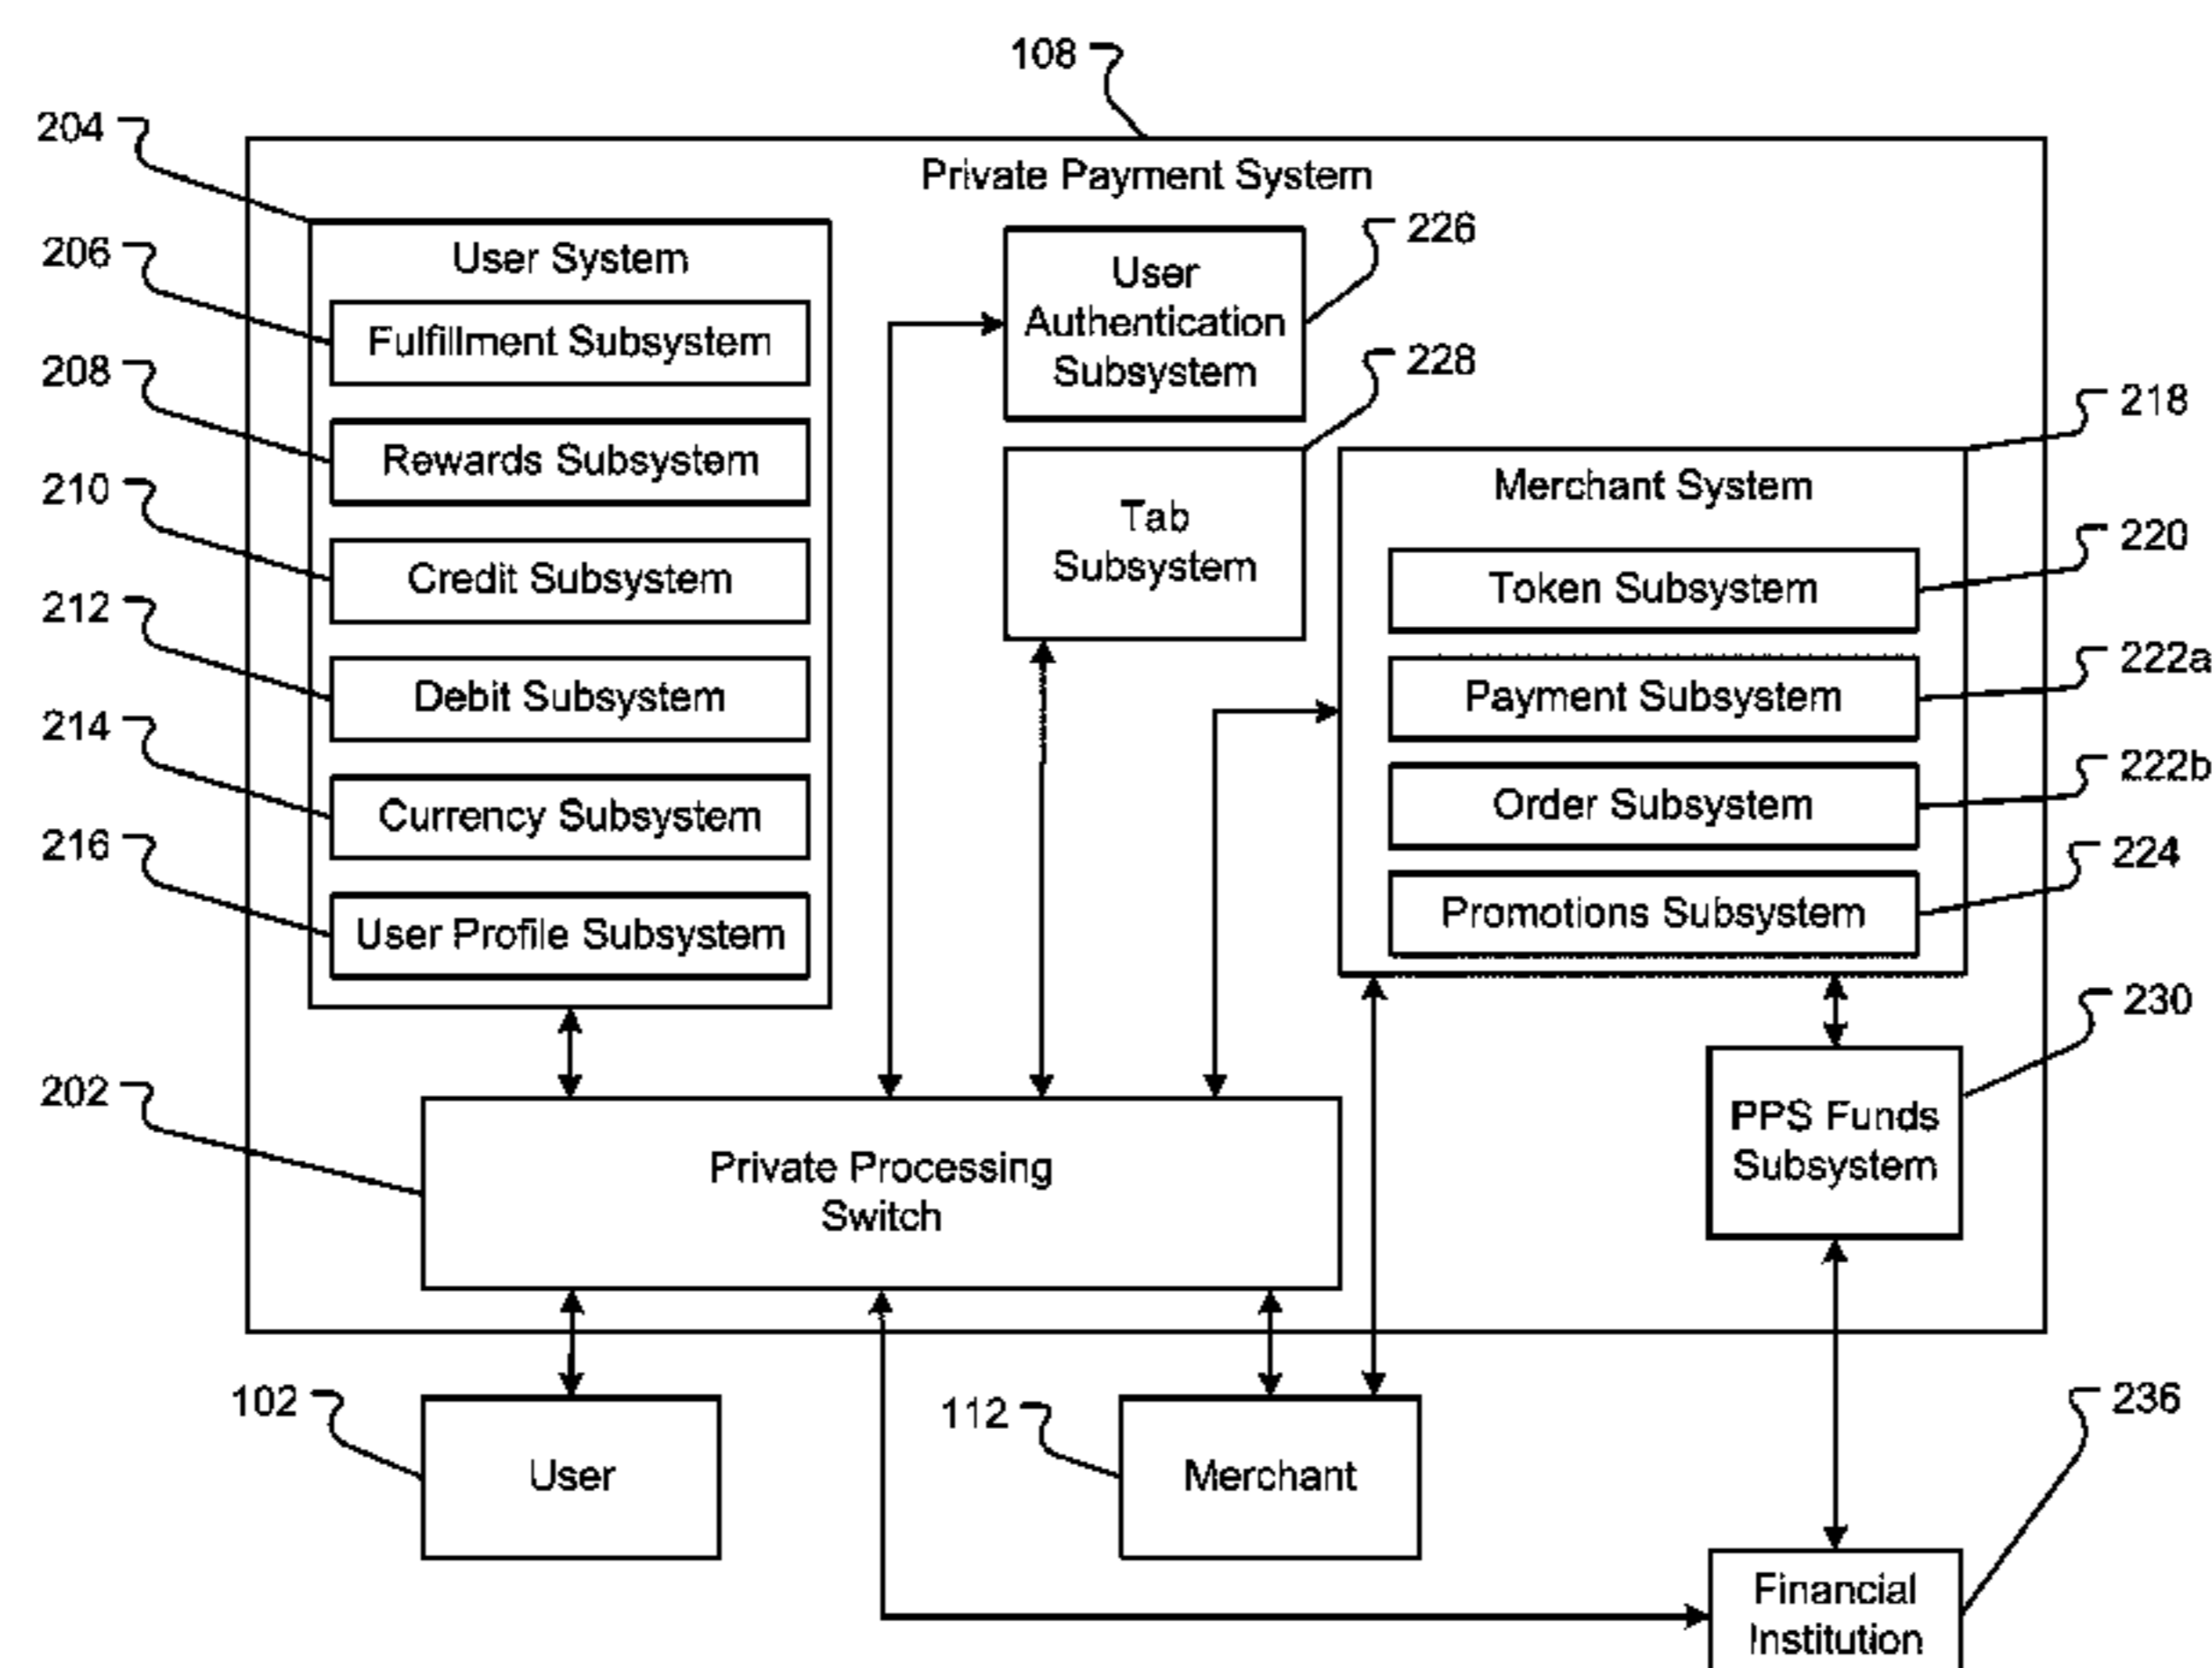 108
204
Private Payment System
206
User System
Fulfillment Subsystem
208
Rewards Subsystem
210
Credit Subsystem
212
Debit Subsystem
214
Currency Subsystem
216
User Profile Subsystem
User
Authentication
Subsystem
226
Tab
Subsystem
228
218
Merchant System
Token Subsystem
220
Payment Subsystem
222a
Order Subsystem
222b
Promotions Subsystem
224
230
PPS Funds
Subsystem
202
Private Processing
Switch
102
User
112
Merchant
236
Financial
Institution